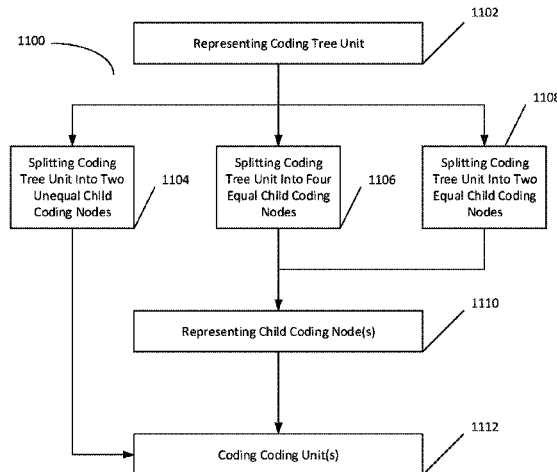 1102
Representing Coding Tree Unit
1100
1108
Splitting Coding
Tree Unit Into Two
Unequal Child
Coding Nodes
1104
Splitting Coding
Tree Unit Into Four
Equal Child Coding
Nodes
1106
Splitting Coding
Tree Unit Into Two
Equal Child Coding
Nodes
1110
Representing Child Coding Node(s)
1112
Coding Coding Unit(s)